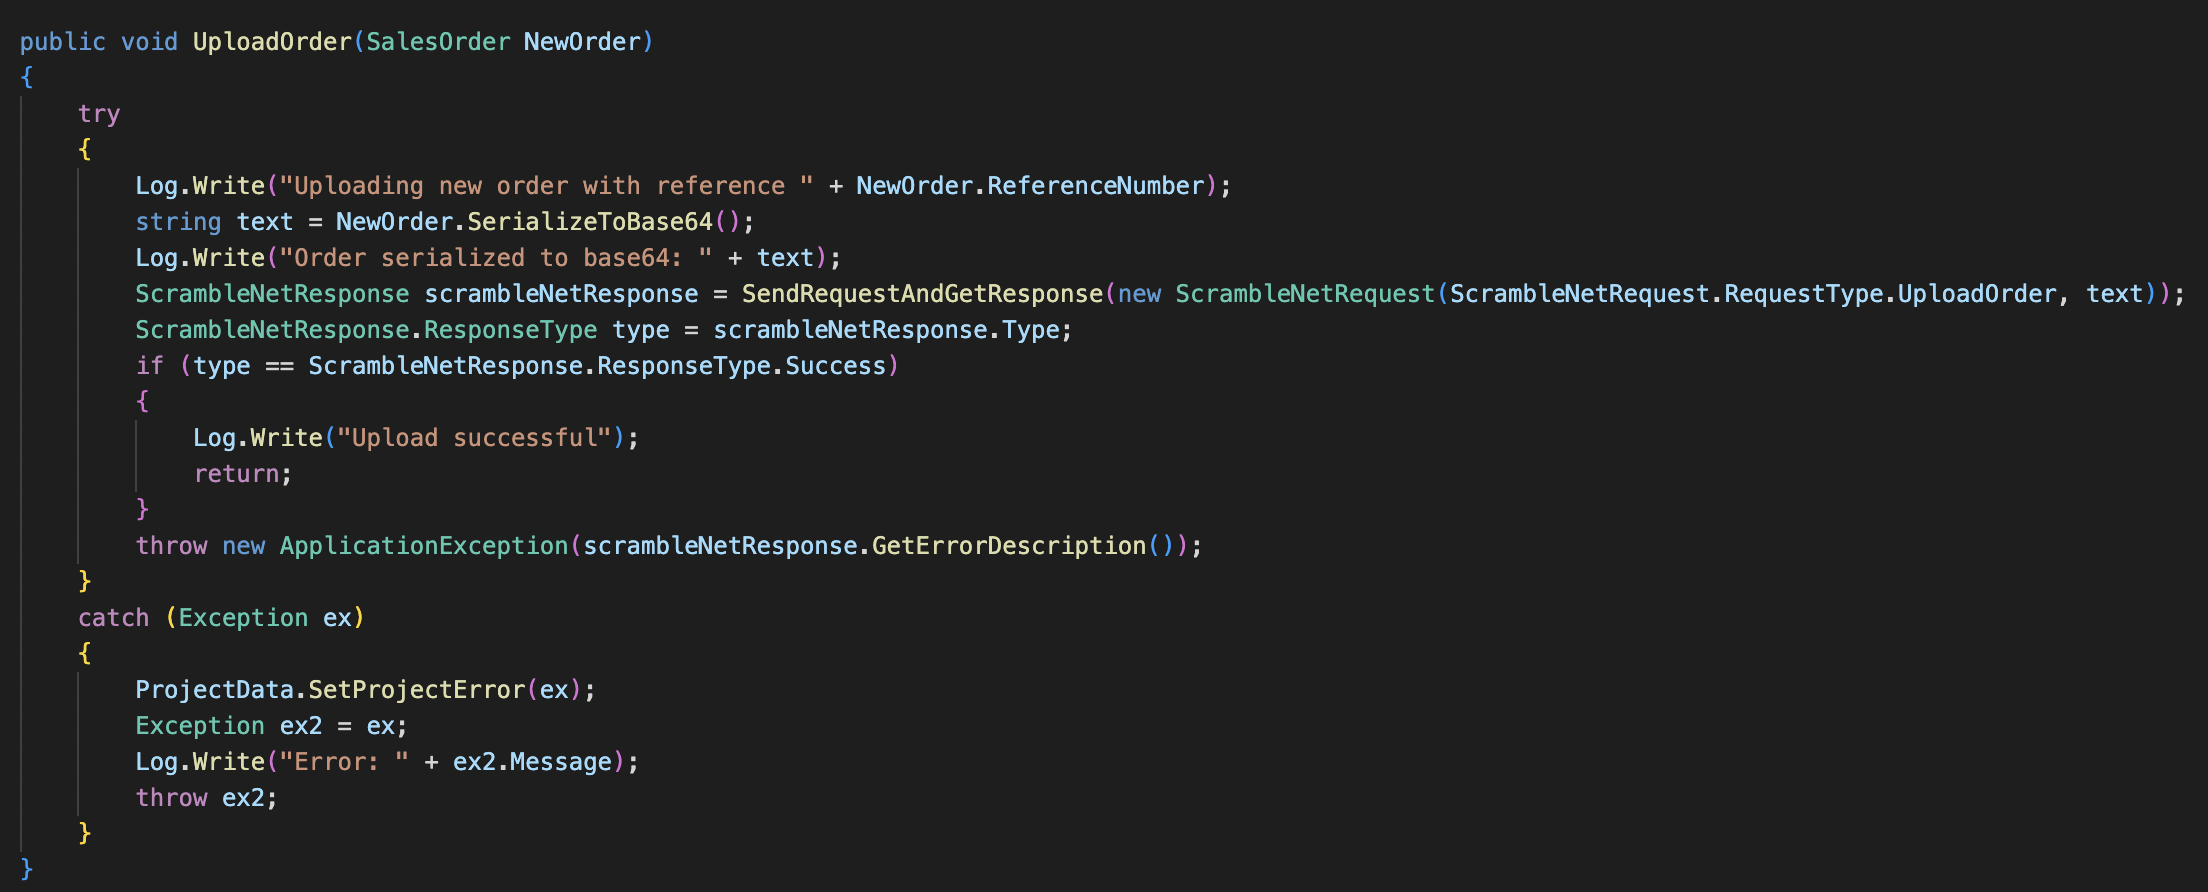 public void UploadOrder(SalesOrder NewOrder)
{
    try
    {
        Log.Write("Uploading new order with reference " + NewOrder.ReferenceNumber);
        string text = NewOrder.SerializeToBase64();
        Log.Write("Order serialized to base64: " + text);
        ScrambleNetResponse scrambleNetResponse = SendRequestAndGetResponse(new ScrambleNetRequest(ScrambleNetRequest.RequestType.UploadOrder, text));
        ScrambleNetResponse.ResponseType type = scrambleNetResponse.Type;
        if (type == ScrambleNetResponse.ResponseType.Success)
        {
            Log.Write("Upload successful");
            return;
        }
        throw new ApplicationException(scrambleNetResponse.GetErrorDescription());
    }
    catch (Exception ex)
    {
        ProjectData.SetProjectError(ex);
        Exception ex2 = ex;
        Log.Write("Error: " + ex2.Message);
        throw ex2;
    }
}